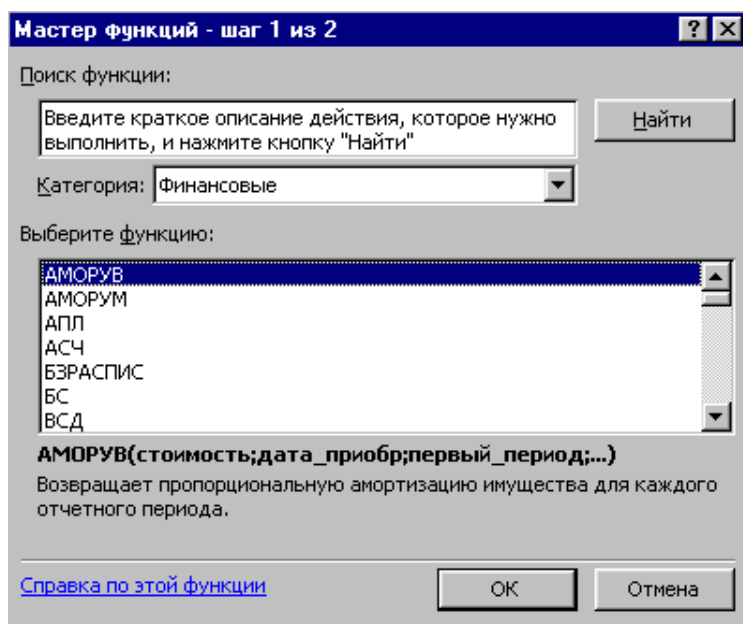 Мастер функций - шаг 1 из 2
Поиск функции:
Введите краткое описание действия, которое нужно
выполнить, и нажмите кнопку "Найти"
Найти
Категория: Финансовые
Выберите функцию:
АМОРУВ
АМОРУМ
АПЛ
АСЧ
БЗРАСПИС
БС
ВСД
АМОРУВ(стоимость;дата_приобр;первый_период;...)
Возвращает пропорциональную амортизацию имущества для каждого
отчетного периода.
Справка по этой функции
ОК
Отмена